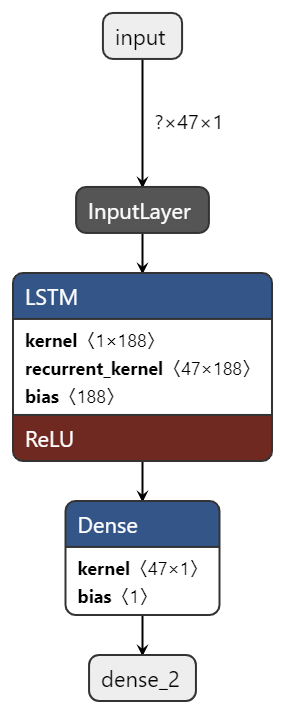 input
?×47×1
InputLayer
LSTM
kernel〈1×188〉
recurrent_kernel〈47×188〉
bias〈188〉
ReLU
Dense
kernel〈47×1〉
bias〈1〉
dense_2